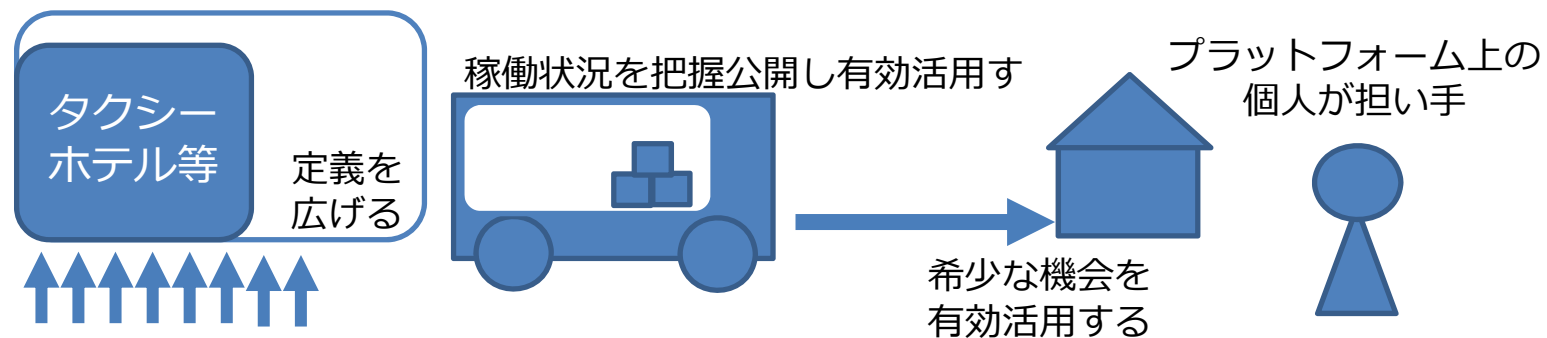 タクシー
ホテル等
定義を
広げる
稼働状況を把握公開し有効活用す
希少な機会を
有効活用する
プラットフォーム上の
個人が担い手